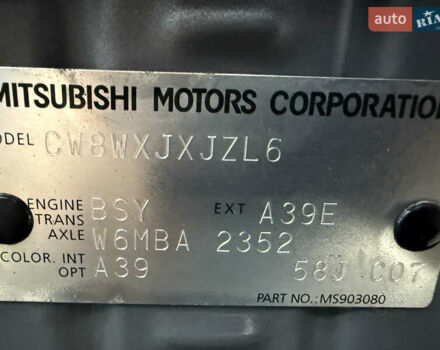 auto RIA
MITSUBISHI MOTORS CORPORATION
MODEL CW8WXJXJZL6
ENGINE BSY EXT A39E
TRANS
AXLE W6MBA 2352
COLOR. INT A39
OPT 58J C07
PART NO.: MS903080